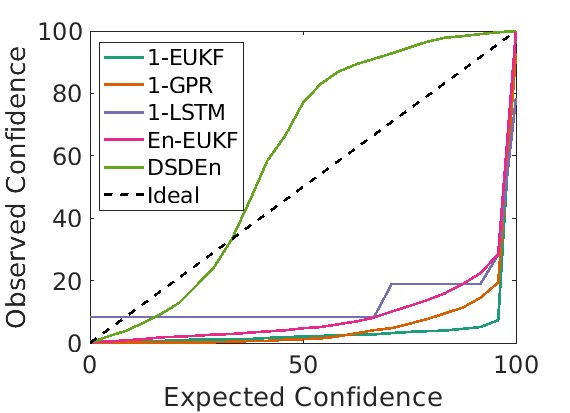 100
80
60
40
20
0
0
50
100
Observed Confidence
Expected Confidence
1-EUKF
1-GPR
1-LSTM
En-EUKF
DSDEn
Ideal